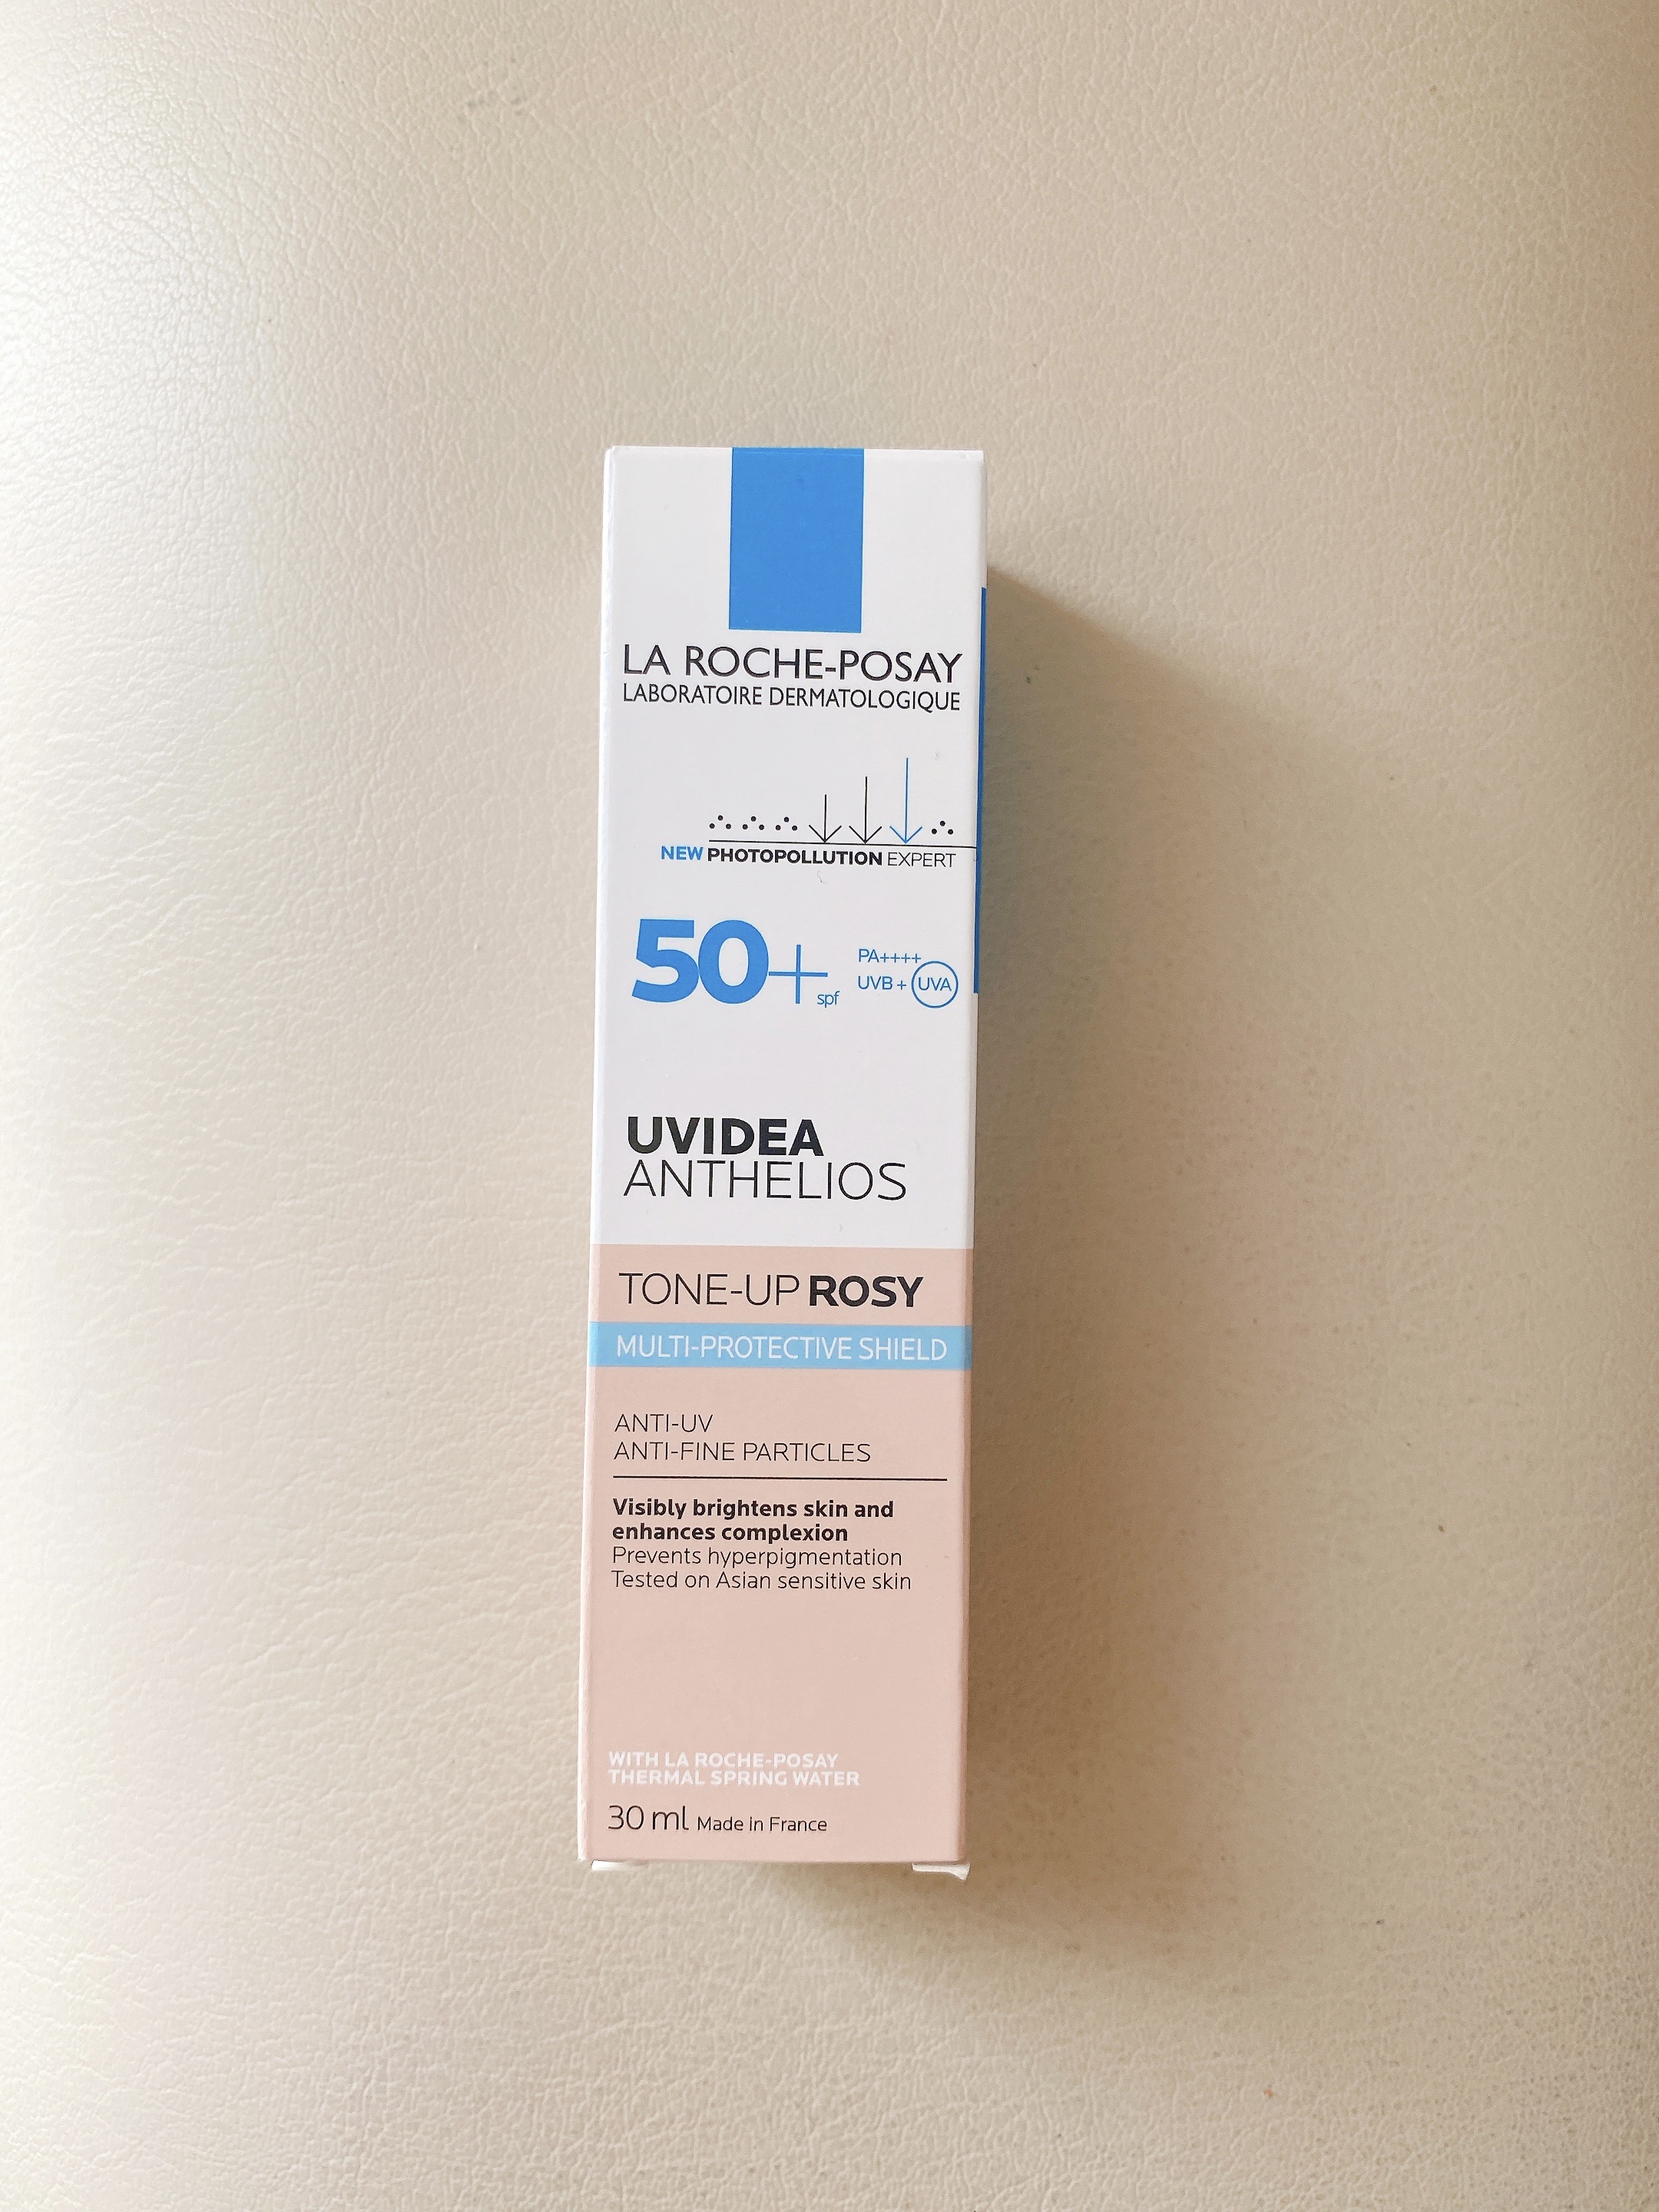 LA ROCHE-POSAY
LABORATOIRE DERMATOLOGIQUE
NEW PHOTOPOLLUTION EXPERT
50+ spf
PA++++
UVB + UVA
UVIDEA
ANTHELIOS
TONE-UP ROSY
MULTI-PROTECTIVE SHIELD
ANTI-UV
ANTI-FINE PARTICLES
Visibly brightens skin and
enhances complexion
Prevents hyperpigmentation
Tested on Asian sensitive skin
WITH LA ROCHE-POSAY
THERMAL SPRING WATER
30 ml Made in France